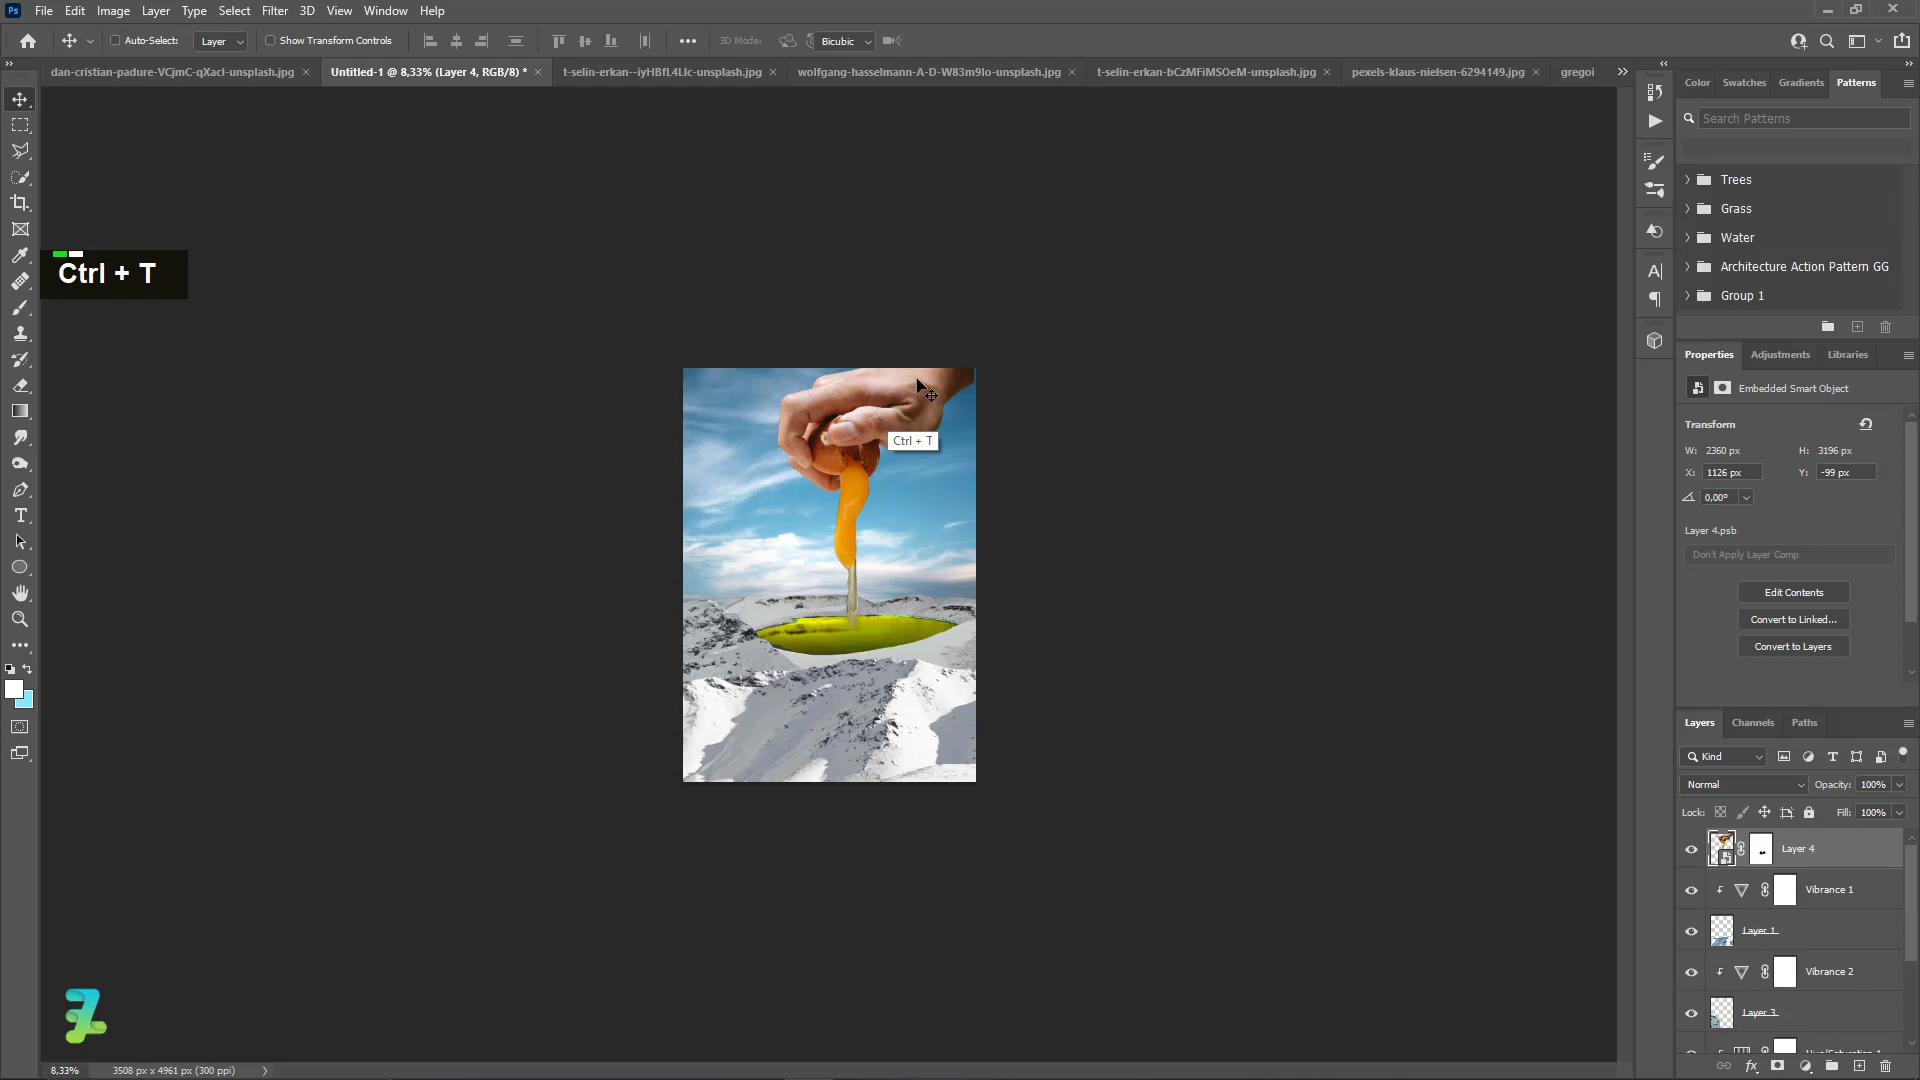 Ps File Edit Image Layer Type Select Filter 3D View Window Help
Auto-Select: Layer Show Transform Controls 3D Mode: Bicubic
dan-cristian-padure-VCjmC-qXacI-unsplash.jpg Untitled-1 @ 8,33% (Layer 4, RGB/8) * t-selin-erkan--iyHBfL4LIc-unsplash.jpg wolfgang-hasselmann-A-D-W83m9Io-unsplash.jpg t-selin-erkan-bCzMFiMSOeM-unsplash.jpg pexels-klaus-nielsen-6294149.jpg gregoi
Color Swatches Gradients Patterns
Search Patterns
Trees
Grass
Water
Architecture Action Pattern GG
Group 1
Ctrl + T
Ctrl + T
Properties Adjustments Libraries
Embedded Smart Object
Transform
W: 2360 px H: 3196 px
X: 1126 px Y: -99 px
0,00°
Layer 4.psb
Don't Apply Layer Comp
Edit Contents
Convert to Linked...
Convert to Layers
Layers Channels Paths
Kind
Normal Opacity: 100%
Lock: Fill: 100%
Layer 4
Vibrance 1
Layer 1
Vibrance 2
Layer 3
Hue/Saturation 1
8,33% 3508 px x 4961 px (300 ppi)